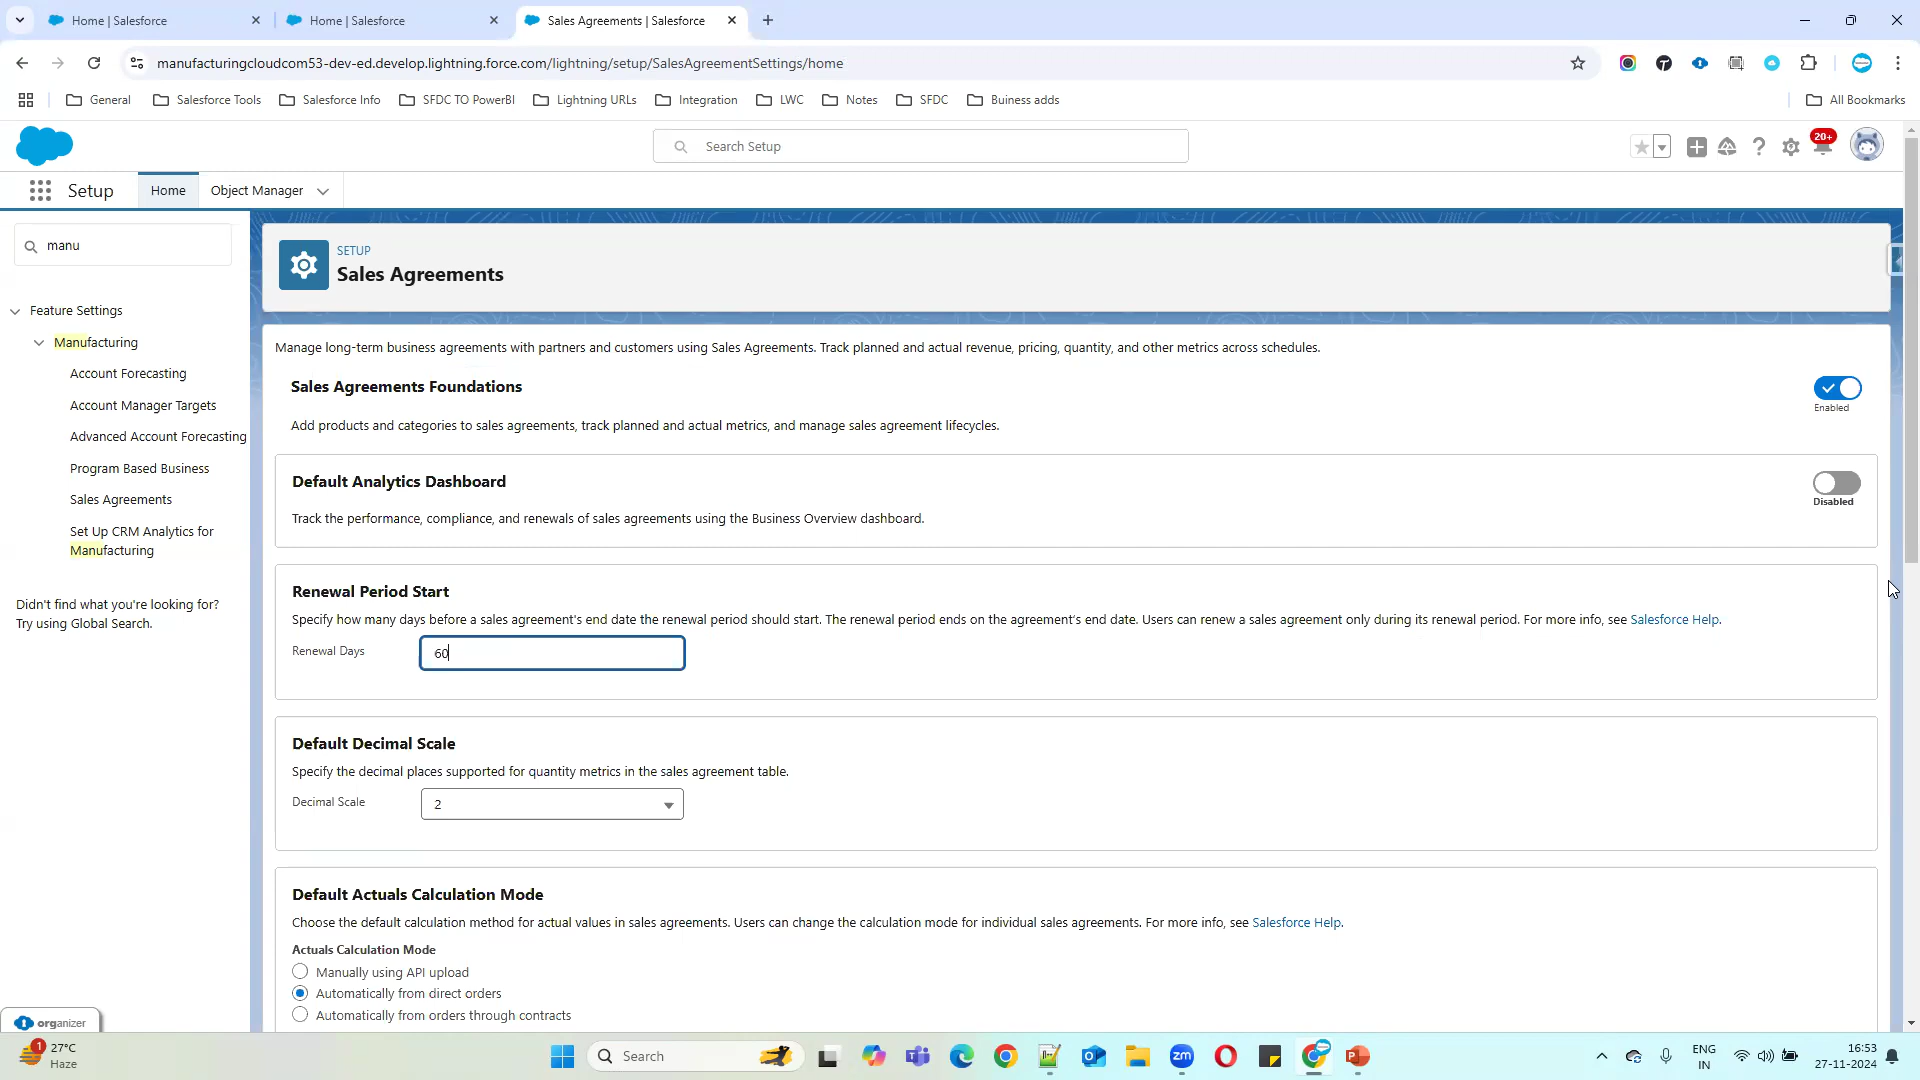 Home | Salesforce
Home | Salesforce
Sales Agreements | Salesforce
manufacturingcloudcom53-dev-ed.develop.lightning.force.com/lightning/setup/SalesAgreementSettings/home
General
Salesforce Tools
Salesforce Info
SFDC TO PowerBI
Lightning URLs
Integration
LWC
Notes
SFDC
Buiness adds
All Bookmarks
Search Setup
20+
Setup
Home
Object Manager
manu
Feature Settings
Manufacturing
Account Forecasting
Account Manager Targets
Advanced Account Forecasting
Program Based Business
Sales Agreements
Set Up CRM Analytics for
Manufacturing
Didn't find what you're looking for?
Try using Global Search.
SETUP
Sales Agreements
Manage long-term business agreements with partners and customers using Sales Agreements. Track planned and actual revenue, pricing, quantity, and other metrics across schedules.
Sales Agreements Foundations
Enabled
Add products and categories to sales agreements, track planned and actual metrics, and manage sales agreement lifecycles.
Default Analytics Dashboard
Disabled
Track the performance, compliance, and renewals of sales agreements using the Business Overview dashboard.
Renewal Period Start
Specify how many days before a sales agreement's end date the renewal period should start. The renewal period ends on the agreement's end date. Users can renew a sales agreement only during its renewal period. For more info, see Salesforce Help.
Renewal Days
60
Default Decimal Scale
Specify the decimal places supported for quantity metrics in the sales agreement table.
Decimal Scale
2
Default Actuals Calculation Mode
Choose the default calculation method for actual values in sales agreements. Users can change the calculation mode for individual sales agreements. For more info, see Salesforce Help.
Actuals Calculation Mode
Manually using API upload
Automatically from direct orders
Automatically from orders through contracts
organizer
1
27°C
Haze
Search
zm
ENG
IN
16:53
27-11-2024